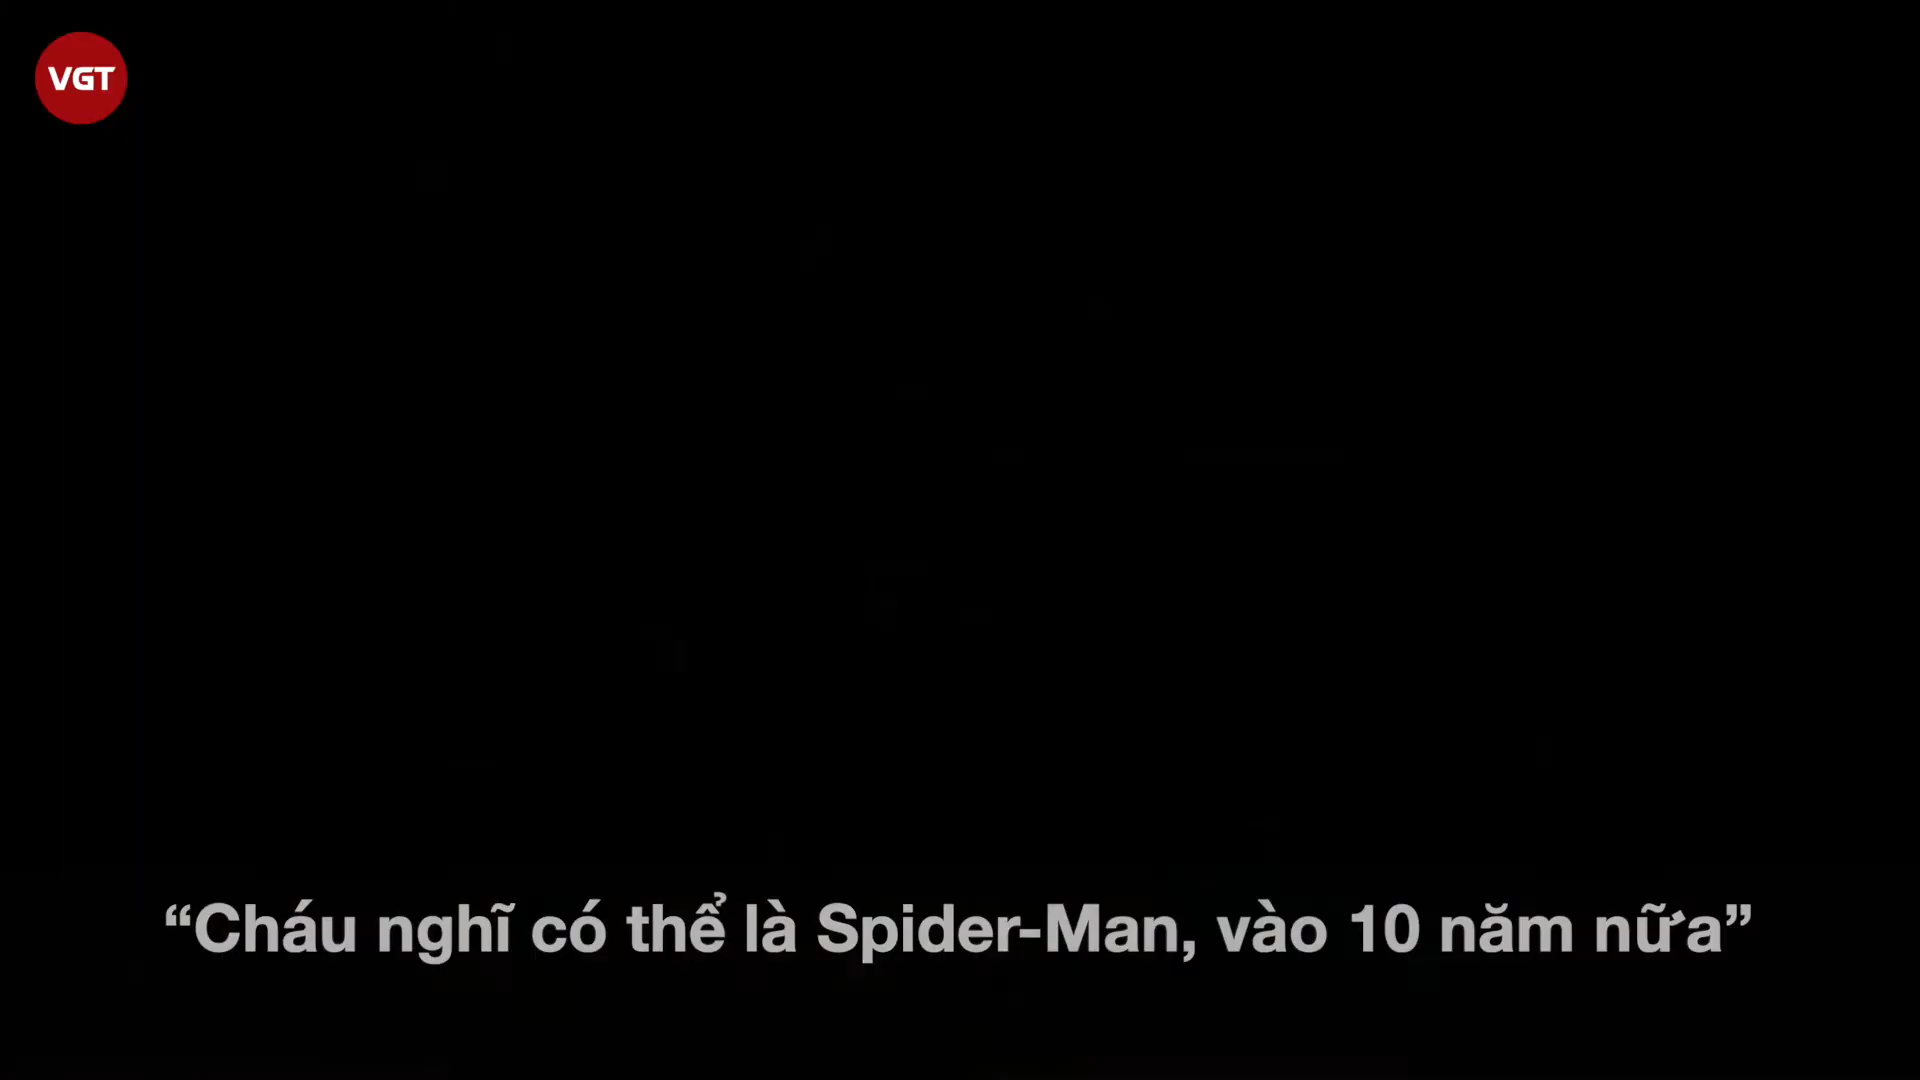 VGT
“Cháu nghĩ có thể là Spider-Man, vào 10 năm nữa”